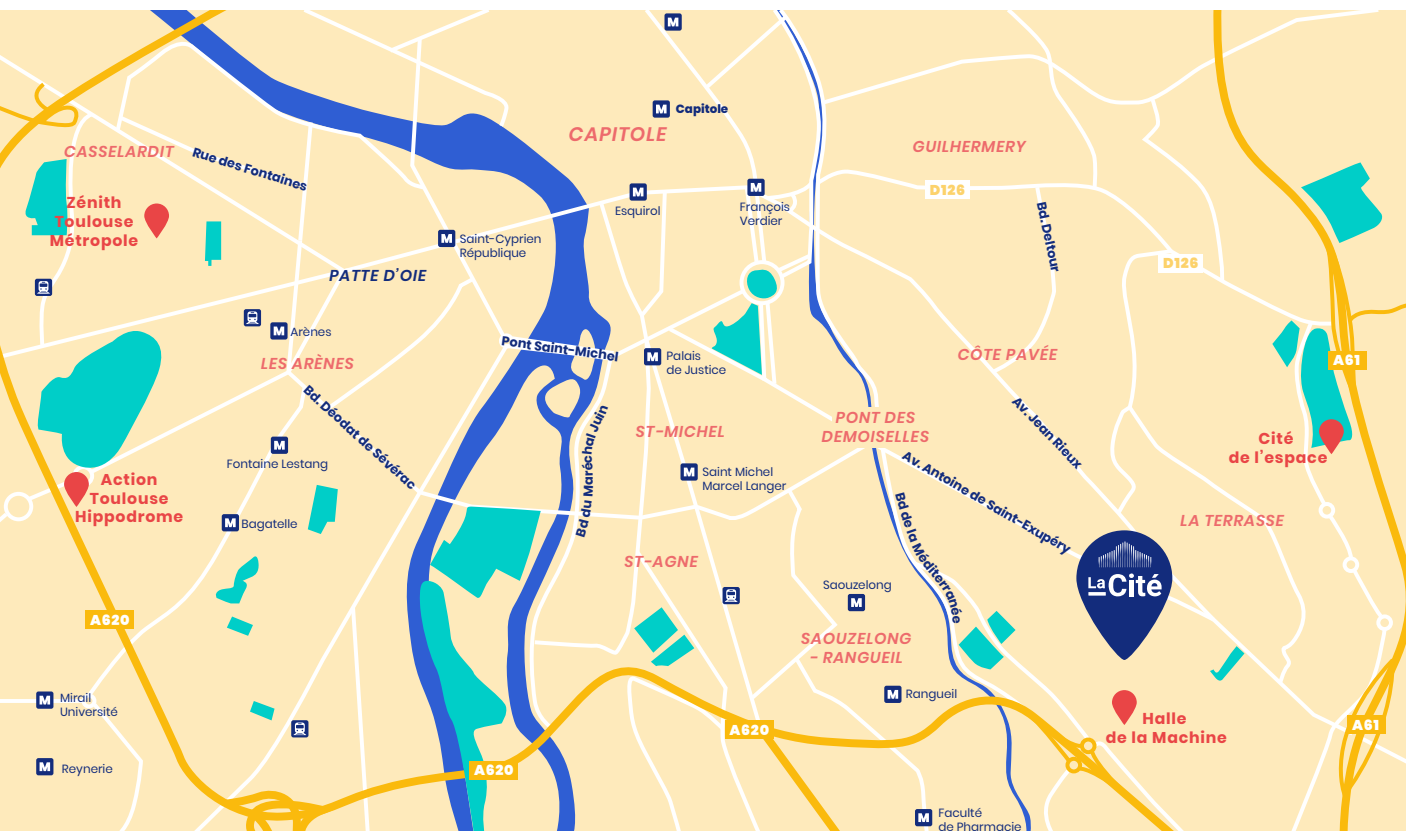 M
M Capitole
CAPITOLE
CASSELARDIT
Rue des Fontaines
GUILHERMERY
D126
M
Esquirol
M
François
Verdier
Zénith
Toulouse
Métropole
M Saint-Cyprien
République
Bd. Deltour
D126
PATTE D'OIE
M Arènes
LES ARÈNES
Pont Saint-Michel
M Palais
de Justice
CÔTE PAVÉE
A61
Bd. Déodat de Sévérac
Bd du Maréchal Juin
ST-MICHEL
PONT DES
DEMOISELLES
Av. Jean Rieux
Cité
de l'espace
M
Fontaine Lestang
M Saint Michel
Marcel Langer
Av. Antoine de Saint-Exupéry
Action
Toulouse
Hippodrome
M Bagatelle
Bd de la Méditerranée
LA TERRASSE
ST-AGNE
La Cité
Saouzelong
M
A620
SAOUZELONG
- RANGUEIL
M Mirail
Université
M Rangueil
Halle
de la Machine
A620
A61
M Reynerie
A620
M Faculté
de Pharmacie